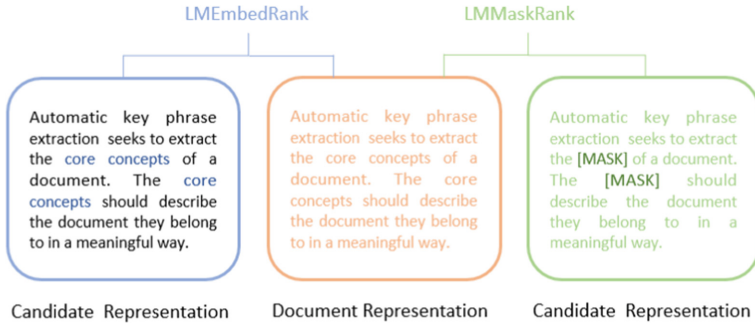 LMEmbedRank LMMaskRank
Automatic key phrase
extraction seeks to extract
the core concepts of a
document. The core
concepts should describe
the document they belong
to in a meaningful way.
Automatic key phrase
extraction seeks to extract
the core concepts of a
document. The core
concepts should describe
the document they belong
to in a meaningful way.
Automatic key phrase
extraction seeks to extract
the [MASK] of a document.
The [MASK] should
describe the document
they belong to in a
meaningful way.
Candidate Representation Document Representation Candidate Representation